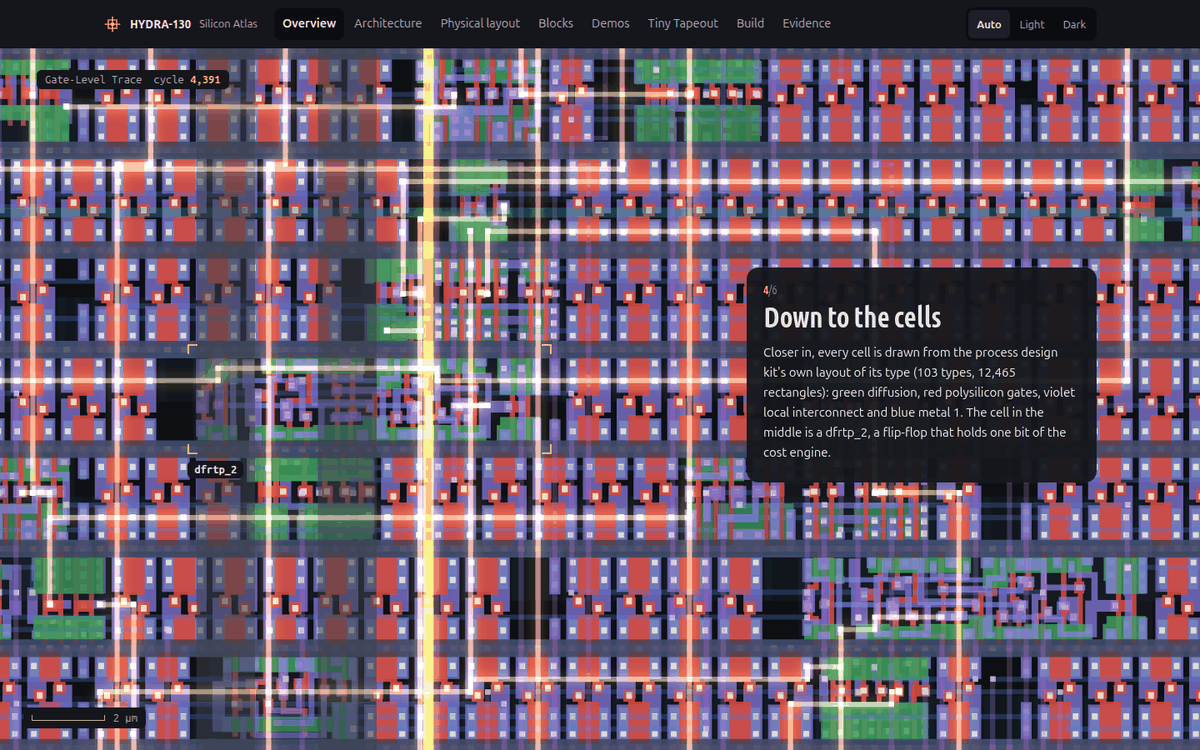 HYDRA-130 Silicon Atlas Overview Architecture Physical layout Blocks Demos Tiny Tapeout Build Evidence Auto Light Dark
Gate-Level Trace cycle 4,391
4/6
Down to the cells
Closer in, every cell is drawn from the process design
kit's own layout of its type (103 types, 12,465
rectangles): green diffusion, red polysilicon gates, violet
local interconnect and blue metal 1. The cell in the
middle is a dfrtp_2, a flip-flop that holds one bit of the
cost engine.
dfrtp_2
2 µm